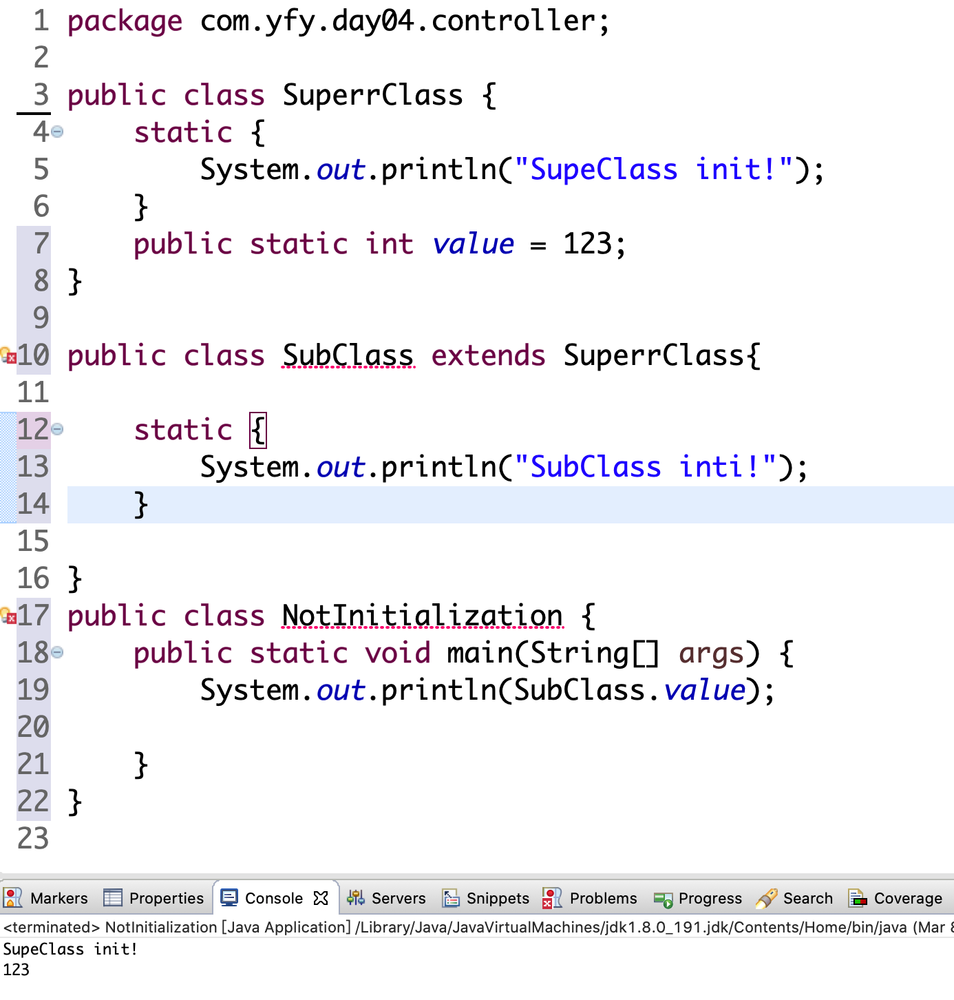 1 package com.yfy.day04.controller;
2
3 public class SuperrClass {
4 static {
5 System.out.println("SupeClass init!");
6 }
7 public static int value = 123;
8 }
9
10 public class SubClass extends SuperrClass{
11
12 static {
13 System.out.println("SubClass inti!");
14 }
15
16 }
17 public class NotInitialization {
18 public static void main(String[] args) {
19 System.out.println(SubClass.value);
20
21 }
22 }
23
Markers Properties Console Servers Snippets Problems Progress Search Coverage
<terminated> NotInitialization [Java Application] /Library/Java/JavaVirtualMachines/jdk1.8.0_191.jdk/Contents/Home/bin/java (Mar
SupeClass init!
123